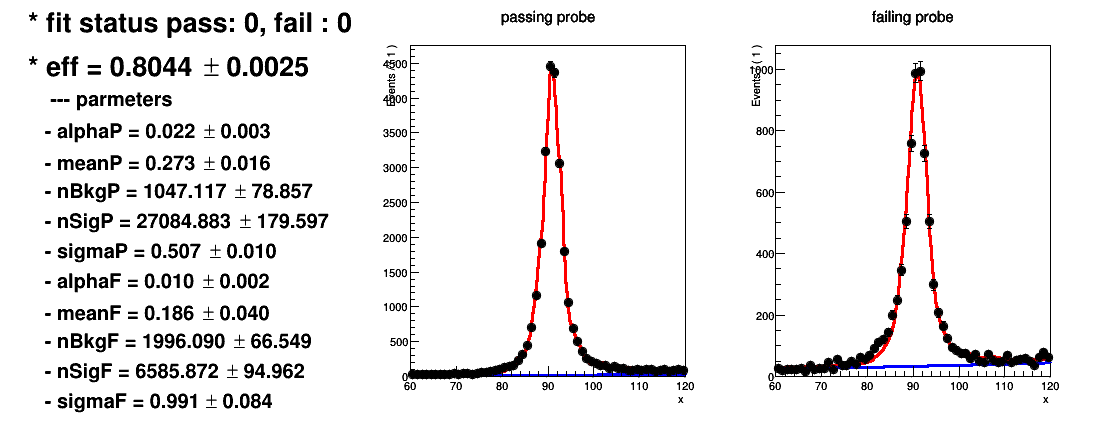 * fit status pass: 0, fail : 0
* eff = 0.8044 ± 0.0025
--- parmeters
- alphaP = 0.022 ± 0.003
- meanP = 0.273 ± 0.016
- nBkgP = 1047.117 ± 78.857
- nSigP = 27084.883 ± 179.597
- sigmaP = 0.507 ± 0.010
- alphaF = 0.010 ± 0.002
- meanF = 0.186 ± 0.040
- nBkgF = 1996.090 ± 66.549
- nSigF = 6585.872 ± 94.962
- sigmaF = 0.991 ± 0.084
passing probe
Events / ( 1 )
4500
4000
3500
3000
2500
2000
1500
1000
500
0
60 70 80 90 100 110 120
x
failing probe
Events / ( 1 )
1000
800
600
400
200
0
60 70 80 90 100 110 120
x